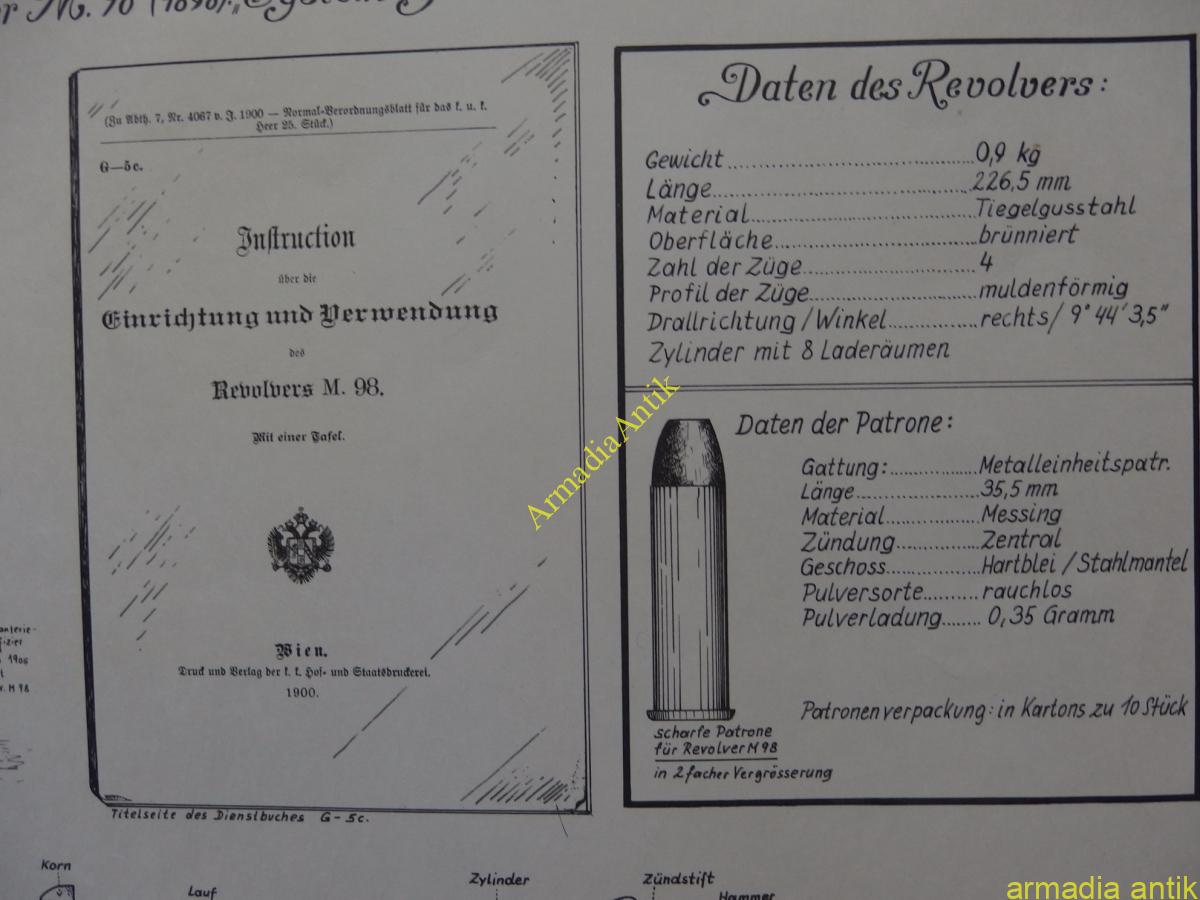 (Zu Abth. 7, Nr. 4067 v. J. 1900 — Normal-Verordnungsblatt für das k. u. k.
Heer 25. Stück.)
G—5c.
Instruction
über die
Einrichtung und Verwendung
des
Revolvers M. 98.
Mit einer Tafel.
Wien.
Druck und Verlag der k. k. Hof- und Staatsdruckerei.
1900.
Titelseite des Dienstbuches G-5c.
Daten des Revolvers:
Gewicht..............................0,9 kg
Länge..............................226,5 mm
Material..............................Tiegelgusstahl
Oberfläche..............................brünniert
Zahl der Züge..............................4
Profil der Züge..............................muldenförmig
Drallrichtung/Winkel..............rechts/ 9° 44' 3,5"
Zylinder mit 8 Laderäumen
Daten der Patrone:
Gattung:..............Metalleinheitspatr.
Länge..............35,5 mm
Material..............Messing
Zündung..............Zentral
Geschoss..............Hartblei / Stahlmantel
Pulversorte..........rauchlos
Pulverladung....... 0,35 Gramm
Patronenverpackung: in Kartons zu 10 Stück
scharfe Patrone
für Revolver M 98
in 2 facher Vergrösserung
ArmadiaAntik
1906
M 98
Korn
Lauf
Zylinder
Zündstift
Hammer
armadia antik